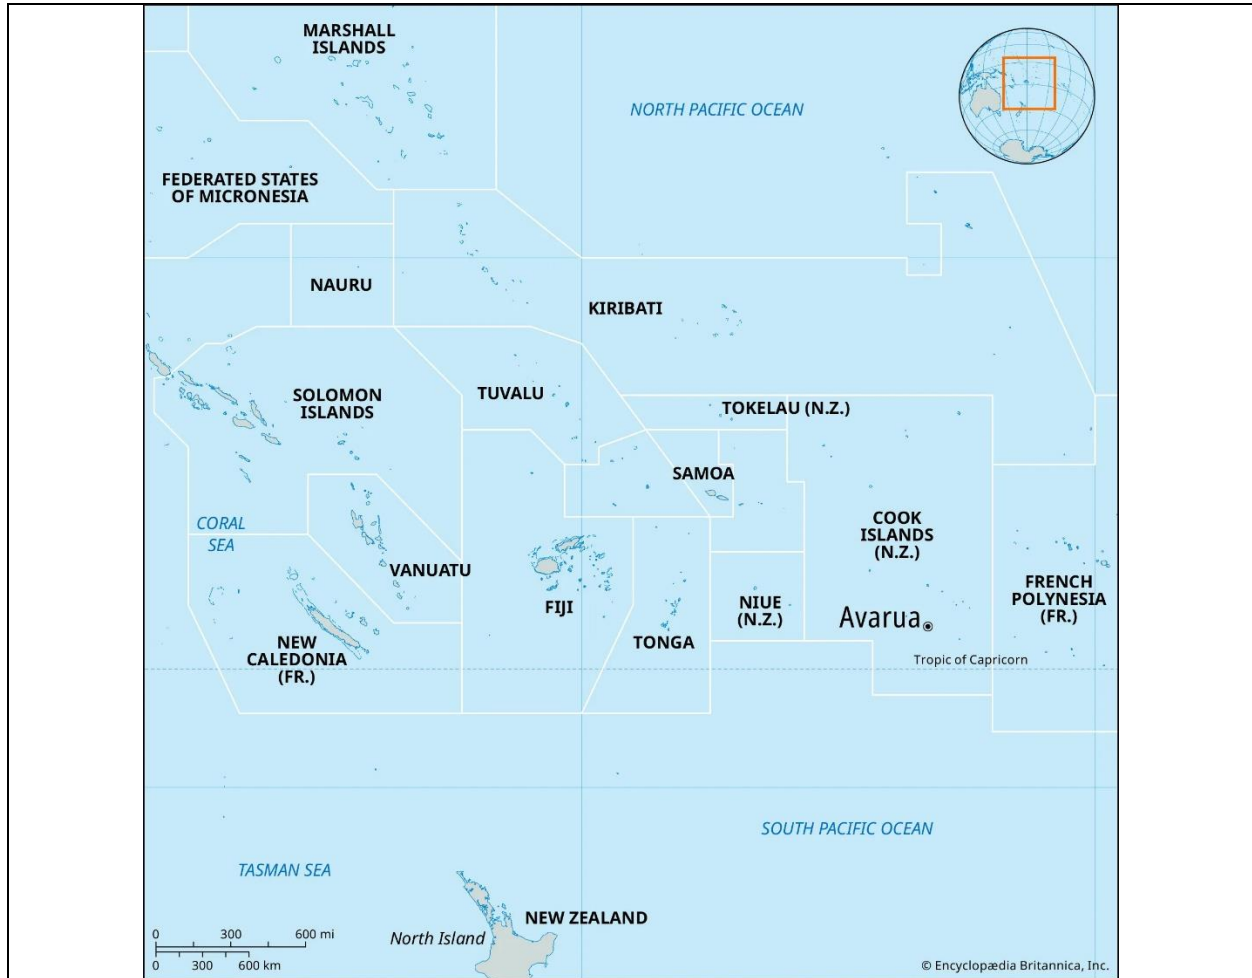 MARSHALL
ISLANDS
NORTH PACIFIC OCEAN
FEDERATED STATES
OF MICRONESIA
NAURU
KIRIBATI
SOLOMON
ISLANDS
TUVALU
TOKELAU (N.Z.)
SAMOA
CORAL
SEA
COOK
ISLANDS
(N.Z.)
VANUATU
FIJI
NIUE
(N.Z.)
Avarua
FRENCH
POLYNESIA
(FR.)
NEW
CALEDONIA
(FR.)
TONGA
Tropic of Capricorn
SOUTH PACIFIC OCEAN
TASMAN SEA
NEW ZEALAND
North Island
0 300 600 mi
0 300 600 km
© Encyclopædia Britannica, Inc.